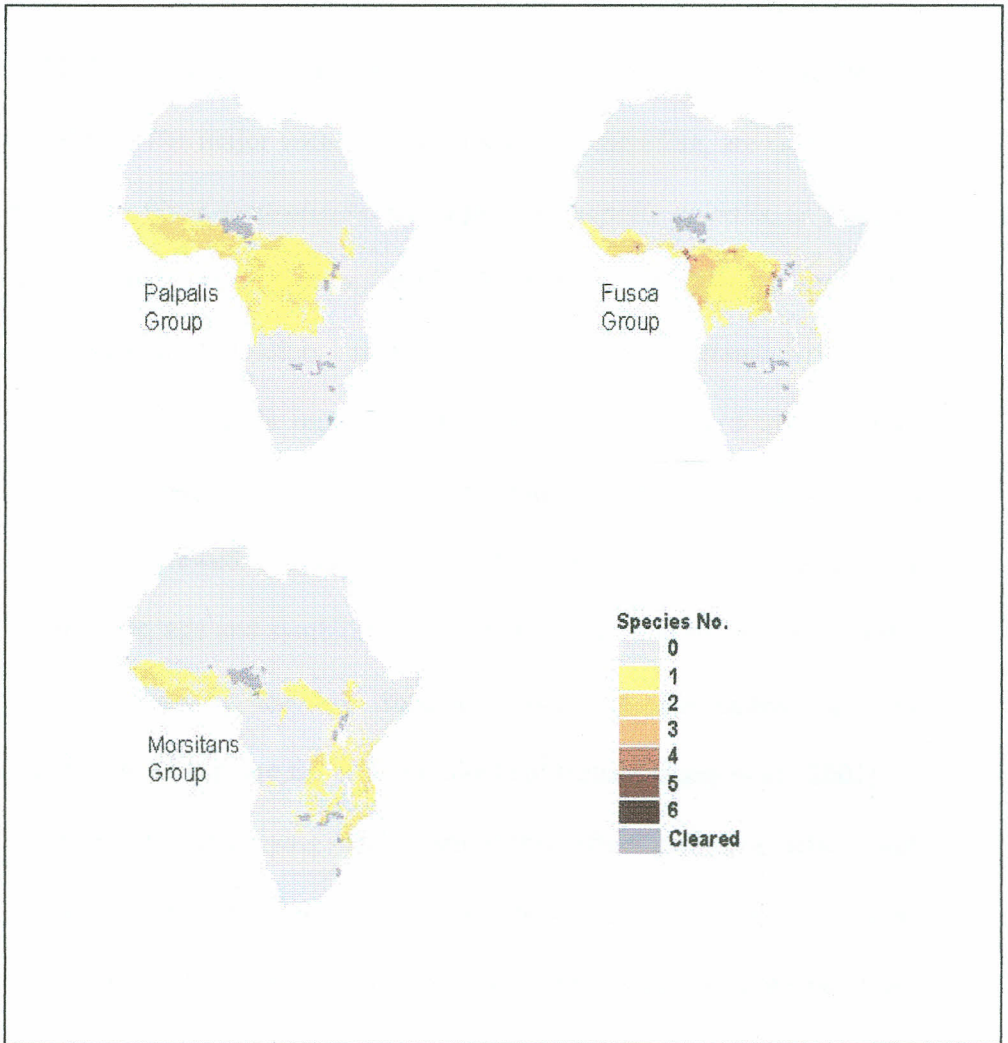 Palpalis
Group
Fusca
Group
Morsitans
Group
Species No.
0
1
2
3
4
5
6
Cleared